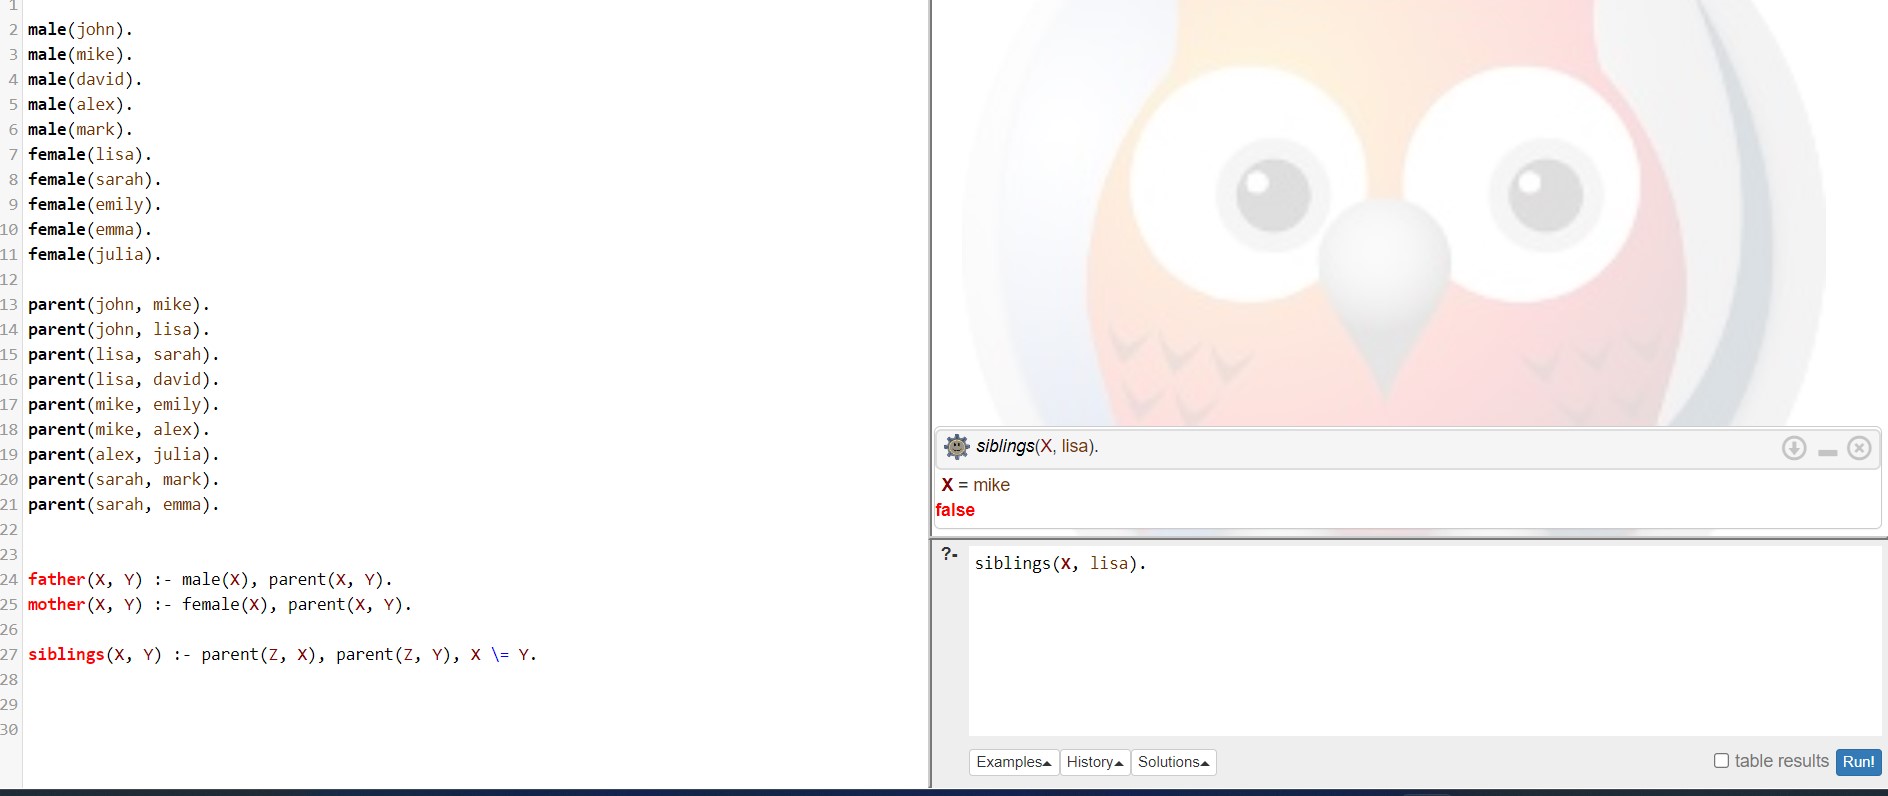 1
2 male(john).
3 male(mike).
4 male(david).
5 male(alex).
6 male(mark).
7 female(lisa).
8 female(sarah).
9 female(emily).
10 female(emma).
11 female(julia).
12
13 parent(john, mike).
14 parent(john, lisa).
15 parent(lisa, sarah).
16 parent(lisa, david).
17 parent(mike, emily).
18 parent(mike, alex).
19 parent(alex, julia).
20 parent(sarah, mark).
21 parent(sarah, emma).
22
23
24 father(X, Y) :- male(X), parent(X, Y).
25 mother(X, Y) :- female(X), parent(X, Y).
26
27 siblings(X, Y) :- parent(Z, X), parent(Z, Y), X \= Y.
28
29
30
siblings(X, lisa).
X = mike
false
?- siblings(X, lisa).
Examples History Solutions table results Run!